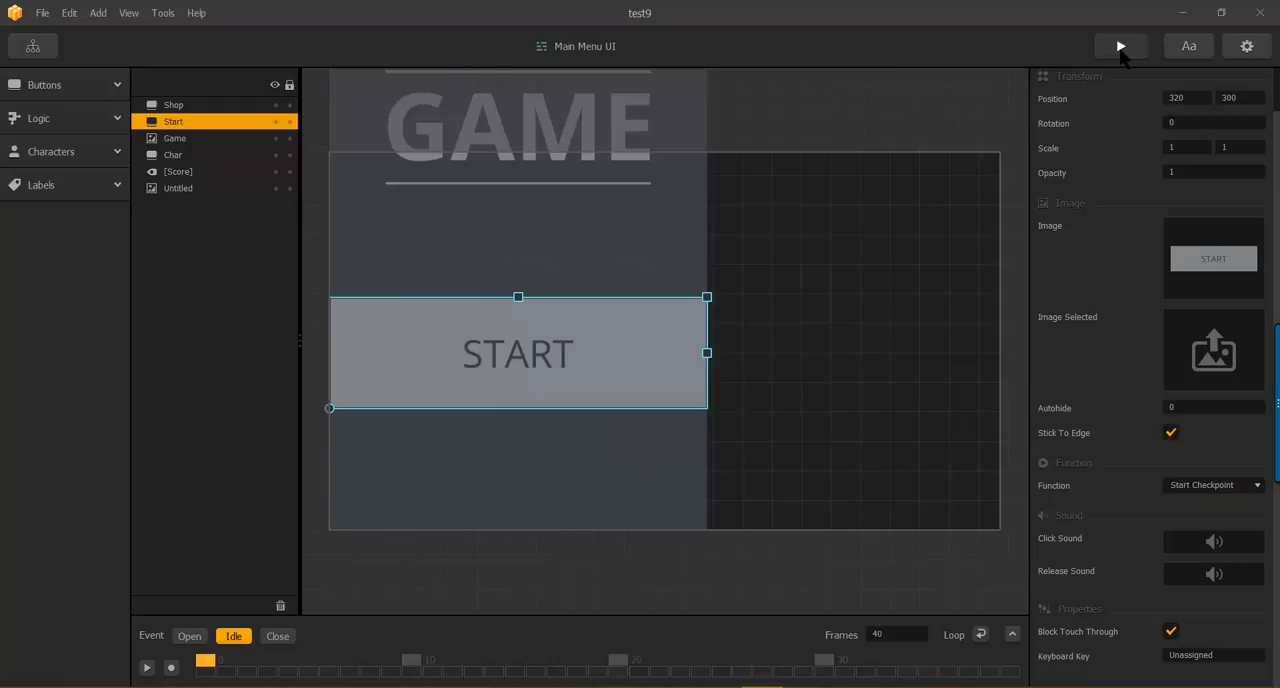 File Edit Add View Tools Help
test9
Main Menu UI
Aa
Buttons
Logic
Characters
Labels
Shop
Start
Game
Char
[Score]
Untitled
GAME
START
Transform
Position 320 300
Rotation 0
Scale 1 1
Opacity 1
Image
Image
START
Image Selected
Autohide 0
Stick To Edge
Function
Function Start Checkpoint
Sound
Click Sound
Release Sound
Properties
Block Touch Through
Keyboard Key Unassigned
Event Open Idle Close
Frames 40 Loop
0 10 20 30